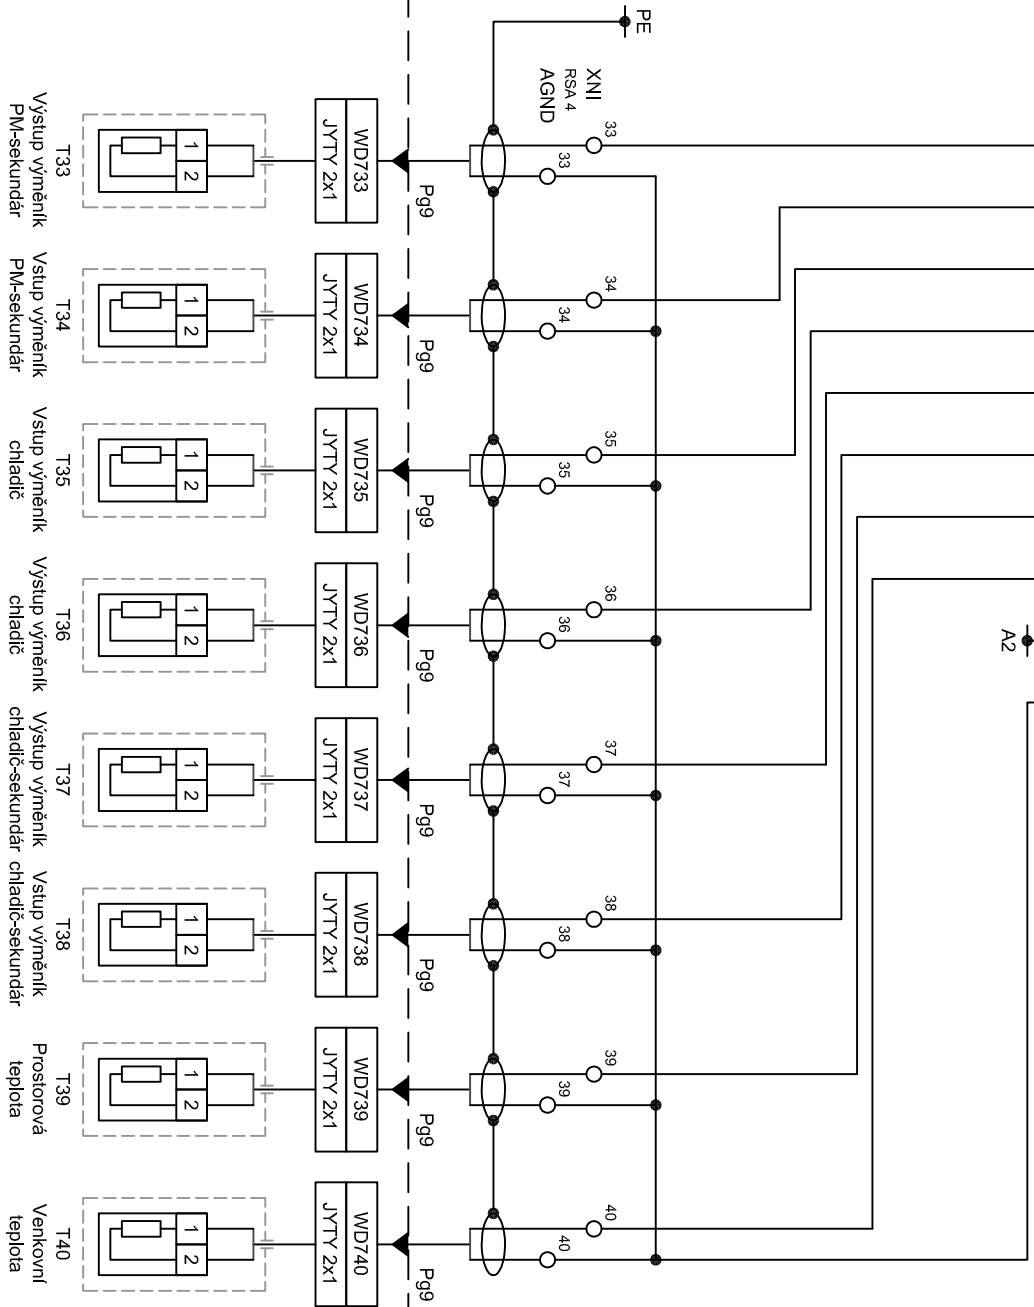 PE
XNI
RSA 4
AGND
33
33
Pg9
WD733
JYTY 2x1
1
2
T33
Výstup výměník
PM-sekundár
34
34
Pg9
WD734
JYTY 2x1
1
2
T34
Vstup výměník
PM-sekundár
35
35
Pg9
WD735
JYTY 2x1
1
2
T35
Vstup výměník
chladič
36
36
Pg9
WD736
JYTY 2x1
1
2
T36
Výstup výměník
chladič
A2
37
37
Pg9
WD737
JYTY 2x1
1
2
T37
Výstup výměník
chladič-sekundár
38
38
Pg9
WD738
JYTY 2x1
1
2
T38
Vstup výměník
chladič-sekundár
39
39
Pg9
WD739
JYTY 2x1
1
2
T39
Prostorová
teplota
40
40
Pg9
WD740
JYTY 2x1
1
2
T40
Venkovní
teplota